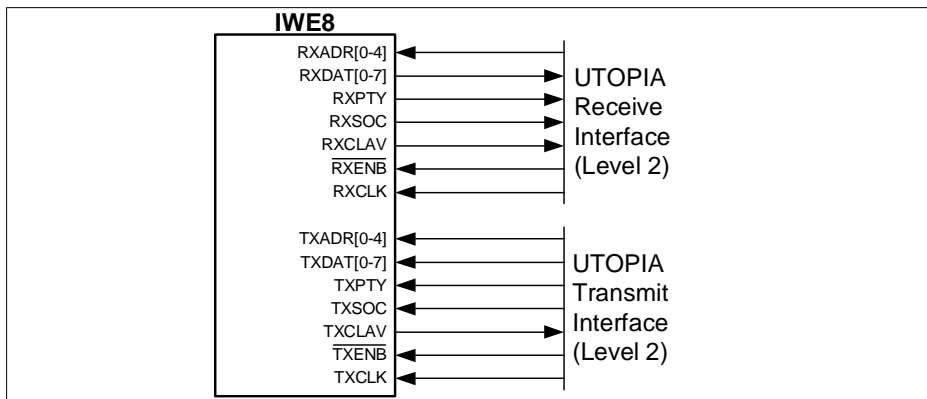 IWE8
RXADR[0-4]
RXDAT[0-7]
RXPTY
RXSOC
RXCLAV
RXENB
RXCLK
UTOPIA
Receive
Interface
(Level 2)
TXADR[0-4]
TXDAT[0-7]
TXPTY
TXSOC
TXCLAV
TXENB
TXCLK
UTOPIA
Transmit
Interface
(Level 2)